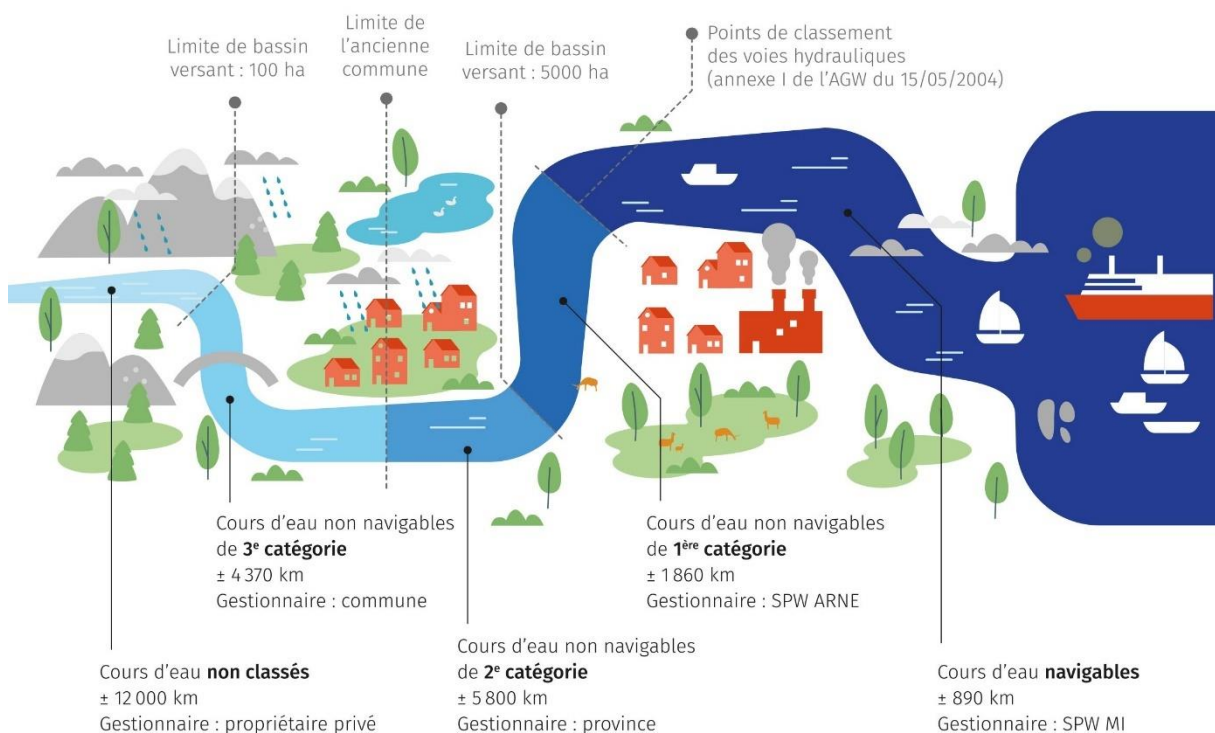 Limite de bassin
versant : 100 ha
Limite de
l'ancienne
commune
Limite de bassin
versant : 5000 ha
Points de classement
des voies hydrauliques
(annexe I de l'AGW du 15/05/2004)
Cours d'eau non navigables
de 3e catégorie
± 4 370 km
Gestionnaire : commune
Cours d'eau non navigables
de 1ère catégorie
± 1 860 km
Gestionnaire : SPW ARNE
Cours d'eau non classés
± 12 000 km
Gestionnaire : propriétaire privé
Cours d'eau non navigables
de 2e catégorie
± 5 800 km
Gestionnaire : province
Cours d'eau navigables
± 890 km
Gestionnaire : SPW MI